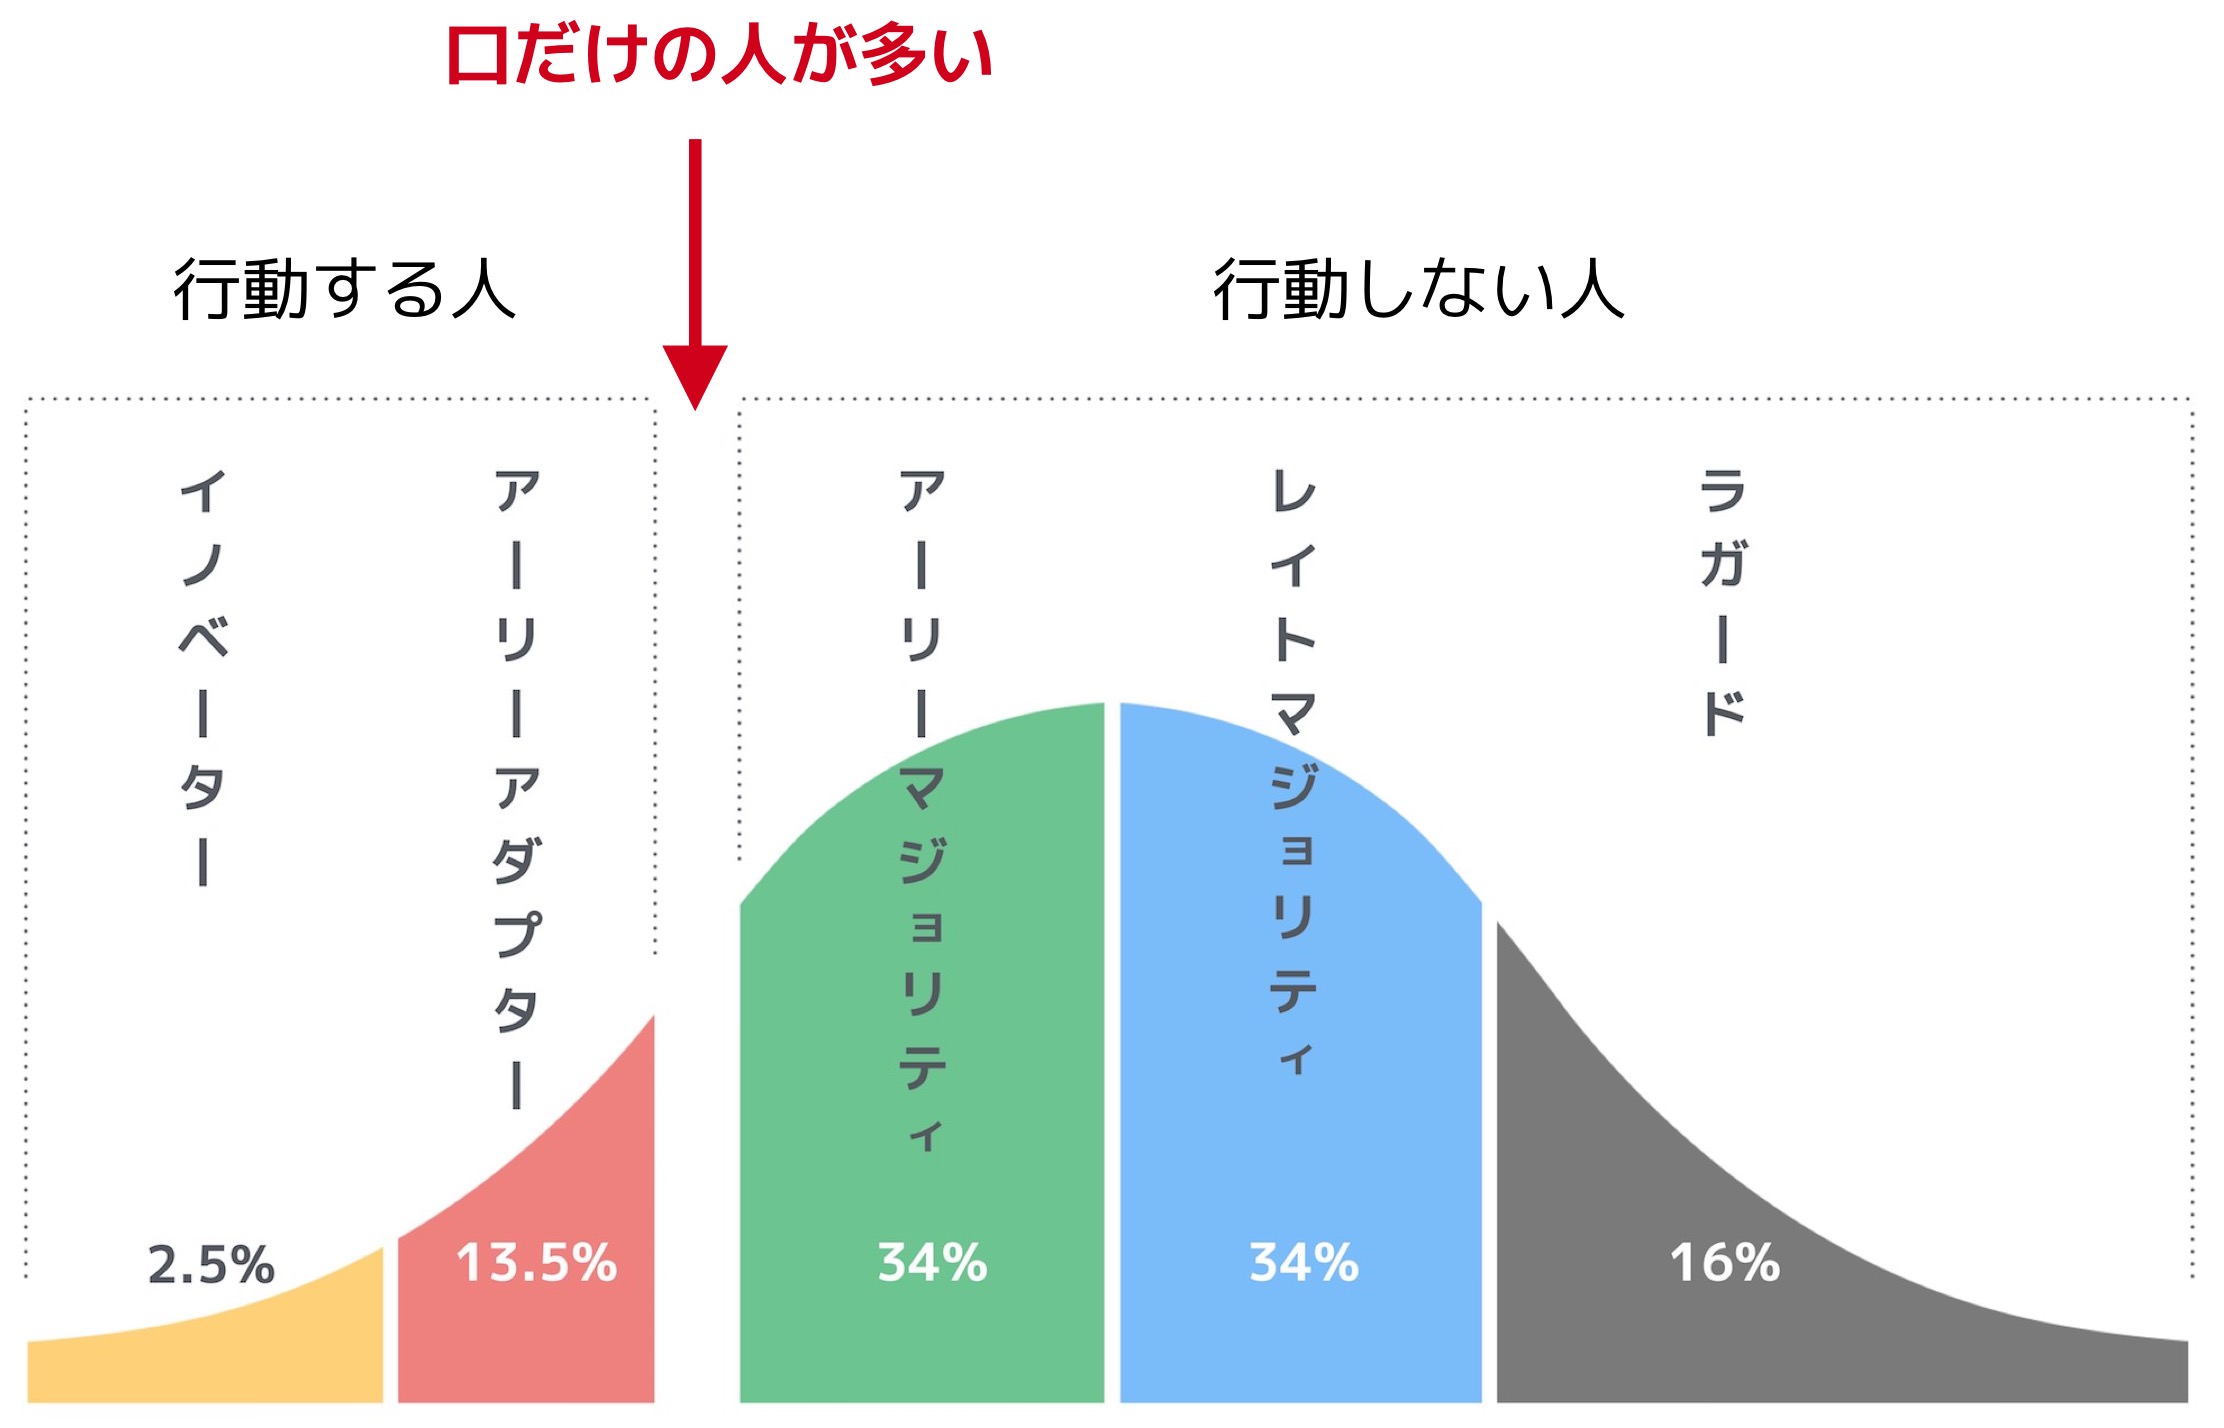 口だけの人が多い
行動する人
行動しない人
イノベーター
アーリーアダプター
アーリーマジョリティ
レイトマジョリティ
ラガード
2.5%
13.5%
34%
34%
16%